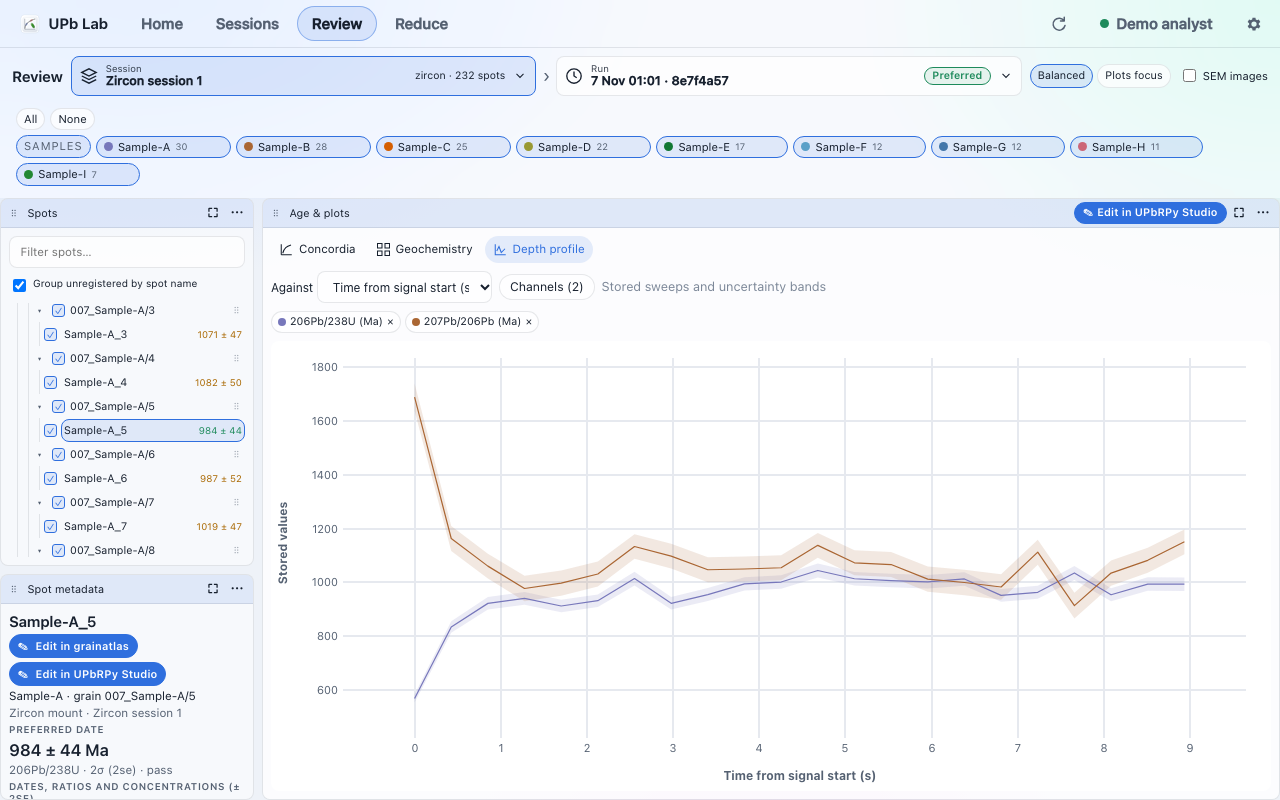 UPb Lab
Home
Sessions
Review
Reduce
Demo analyst
Review
Session
Zircon session 1
zircon · 232 spots
›
Run
7 Nov 01:01 · 8e7f4a57
Preferred
Balanced
Plots focus
SEM images
All
None
SAMPLES
Sample-A 30
Sample-B 28
Sample-C 25
Sample-D 22
Sample-E 17
Sample-F 12
Sample-G 12
Sample-H 11
Sample-I 7
Spots
Filter spots...
Group unregistered by spot name
007_Sample-A/3
Sample-A_3 1071 ± 47
007_Sample-A/4
Sample-A_4 1082 ± 50
007_Sample-A/5
Sample-A_5 984 ± 44
007_Sample-A/6
Sample-A_6 987 ± 52
007_Sample-A/7
Sample-A_7 1019 ± 47
007_Sample-A/8
Spot metadata
Sample-A_5
Edit in grainatlas
Edit in UPbRPy Studio
Sample-A · grain 007_Sample-A/5
Zircon mount · Zircon session 1
PREFERRED DATE
984 ± 44 Ma
206Pb/238U · 2σ (2se) · pass
DATES, RATIOS AND CONCENTRATIONS (±
2SE)
Age & plots
Edit in UPbRPy Studio
Concordia
Geochemistry
Depth profile
Against
Time from signal start (s
Channels (2)
Stored sweeps and uncertainty bands
206Pb/238U (Ma) ×
207Pb/206Pb (Ma) ×
1800
1600
1400
1200
1000
800
600
Stored values
0 1 2 3 4 5 6 7 8 9
Time from signal start (s)